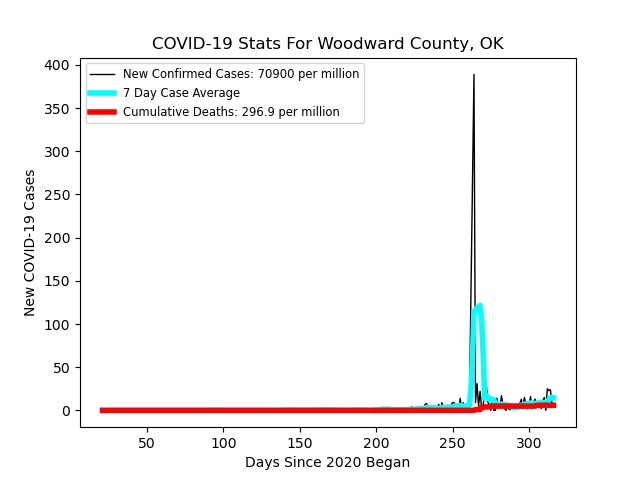 COVID-19 Stats For Woodward County, OK
New Confirmed Cases: 70900 per million
7 Day Case Average
Cumulative Deaths: 296.9 per million
400
350
300
250
200
150
100
50
0
New COVID-19 Cases
50 100 150 200 250 300
Days Since 2020 Began